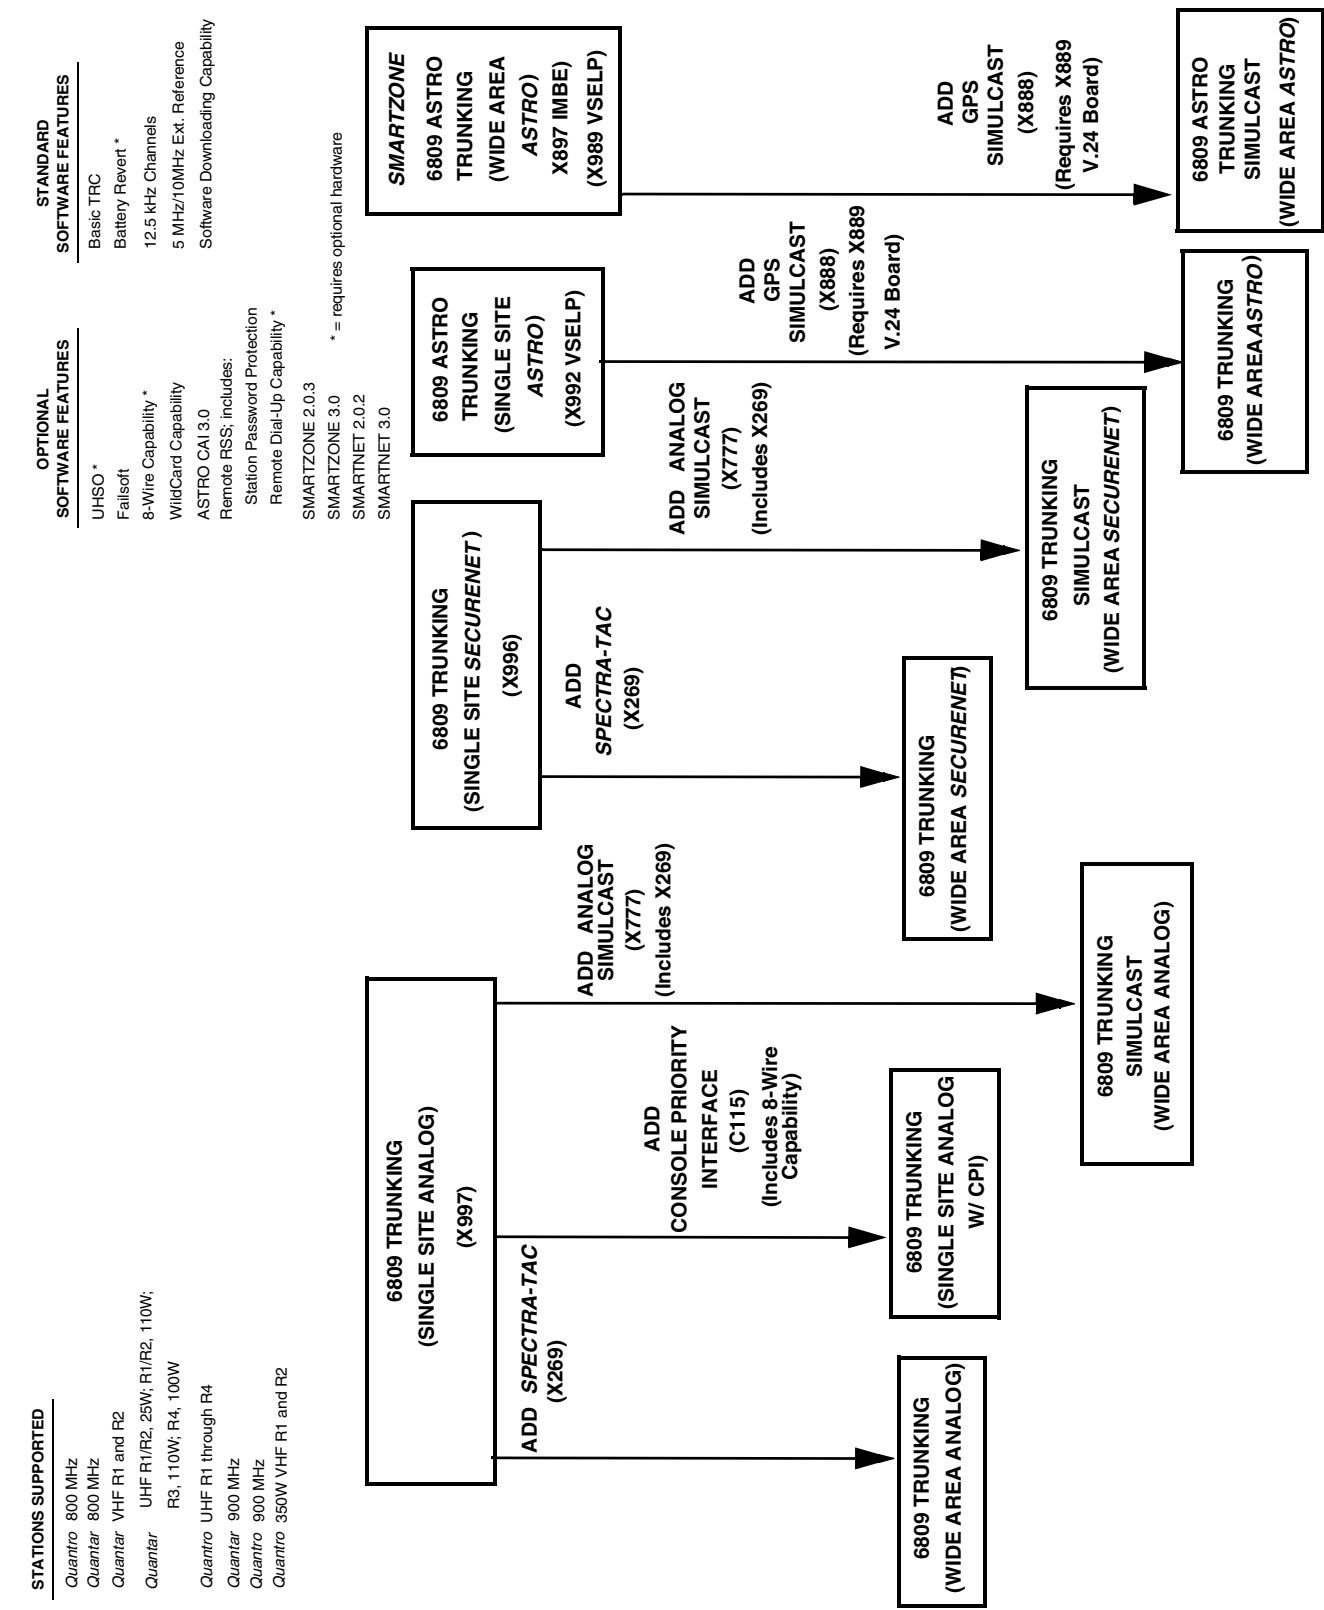 STATIONS SUPPORTED
Quantro 800 MHz
Quantar 800 MHz
Quantar VHF R1 and R2
Quantar UHF R1/R2, 25W; R1/R2, 110W;
R3, 110W; R4, 100W
Quantro UHF R1 through R4
Quantar 900 MHz
Quantro 900 MHz
Quantro 350W VHF R1 and R2
OPTIONAL
SOFTWARE FEATURES
UHSO *
Failsoft
8-Wire Capability *
WildCard Capability
ASTRO CAI 3.0
Remote RSS; includes:
Station Password Protection
Remote Dial-Up Capability *
SMARTZONE 2.0.3
SMARTZONE 3.0
SMARTNET 2.0.2
SMARTNET 3.0
STANDARD
SOFTWARE FEATURES
Basic TRC
Battery Revert *
12.5 kHz Channels
5 MHz/10MHz Ext. Reference
Software Downloading Capability
* = requires optional hardware
6809 TRUNKING
(SINGLE SITE ANALOG)
(X997)
ADD SPECTRA-TAC
(X269)
6809 TRUNKING
(WIDE AREA ANALOG)
ADD
CONSOLE PRIORITY
INTERFACE
(C115)
(Includes 8-Wire
Capability)
6809 TRUNKING
(SINGLE SITE ANALOG
W/ CPI)
ADD ANALOG
SIMULCAST
(X777)
(Includes X269)
6809 TRUNKING
SIMULCAST
(WIDE AREA ANALOG)
6809 TRUNKING
(SINGLE SITE SECURENET)
(X996)
ADD
SPECTRA-TAC
(X269)
6809 TRUNKING
(WIDE AREA SECURENET)
ADD ANALOG
SIMULCAST
(X777)
(Includes X269)
6809 TRUNKING
SIMULCAST
(WIDE AREA SECURENET)
6809 ASTRO
TRUNKING
(SINGLE SITE
ASTRO)
(X992 VSELP)
ADD
GPS
SIMULCAST
(X888)
(Requires X889
V.24 Board)
6809 TRUNKING
(WIDE AREA ASTRO)
SMARTZONE
6809 ASTRO
TRUNKING
(WIDE AREA
ASTRO)
X897 IMBE)
(X989 VSELP)
ADD
GPS
SIMULCAST
(X888)
(Requires X889
V.24 Board)
6809 ASTRO
TRUNKING
SIMULCAST
(WIDE AREA ASTRO)